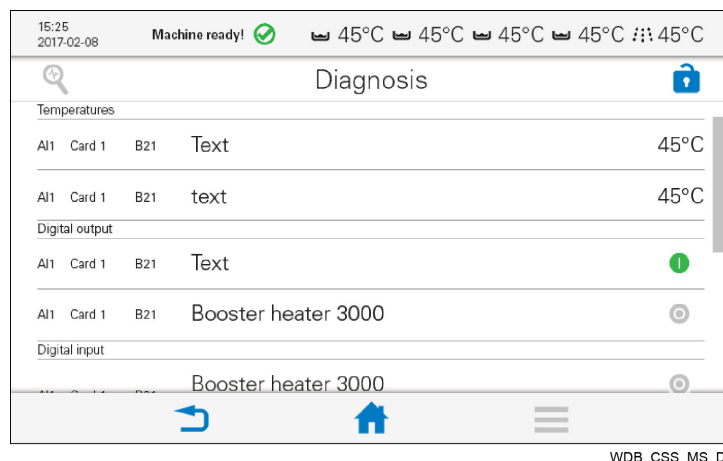 15:25
2017-02-08
Machine ready!
45°C 45°C 45°C 45°C 45°C
Diagnosis
Temperatures
AI1 Card 1 B21 Text 45°C
AI1 Card 1 B21 text 45°C
Digital output
AI1 Card 1 B21 Text
AI1 Card 1 B21 Booster heater 3000
Digital input
Booster heater 3000
WDB_CSS_MS_D